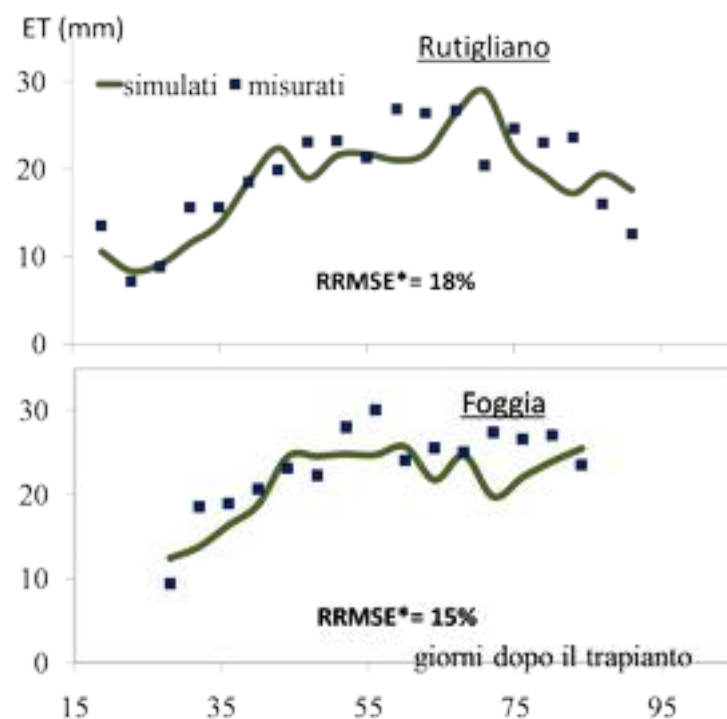 ET (mm)
Rutigliano
30
simulati misurati
20
10
RRMSE*= 18%
0
Foggia
30
20
10
RRMSE*= 15%
giorni dopo il trapianto
0
15 35 55 75 95